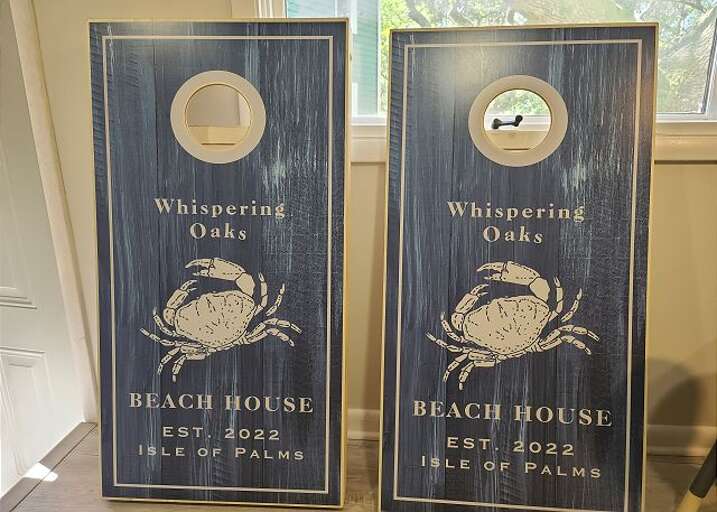 Whispering
Oaks
BEACH HOUSE
EST. 2022
ISLE OF PALMS
Whispering
Oaks
BEACH HOUSE
EST. 2022
ISLE OF PALMS